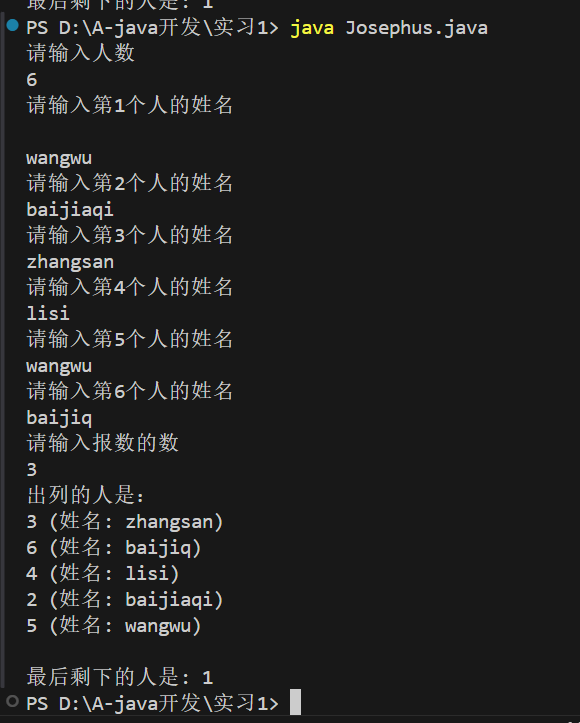 最后剩下的人是: 1
PS D:\A-java开发\实习1> java Josephus.java
请输入人数
6
请输入第1个人的姓名
wangwu
请输入第2个人的姓名
baijiaqi
请输入第3个人的姓名
zhangsan
请输入第4个人的姓名
lisi
请输入第5个人的姓名
wangwu
请输入第6个人的姓名
baijiq
请输入报数的数
3
出列的人是:
3 (姓名: zhangsan)
6 (姓名: baijiq)
4 (姓名: lisi)
2 (姓名: baijiaqi)
5 (姓名: wangwu)
最后剩下的人是: 1
PS D:\A-java开发\实习1>